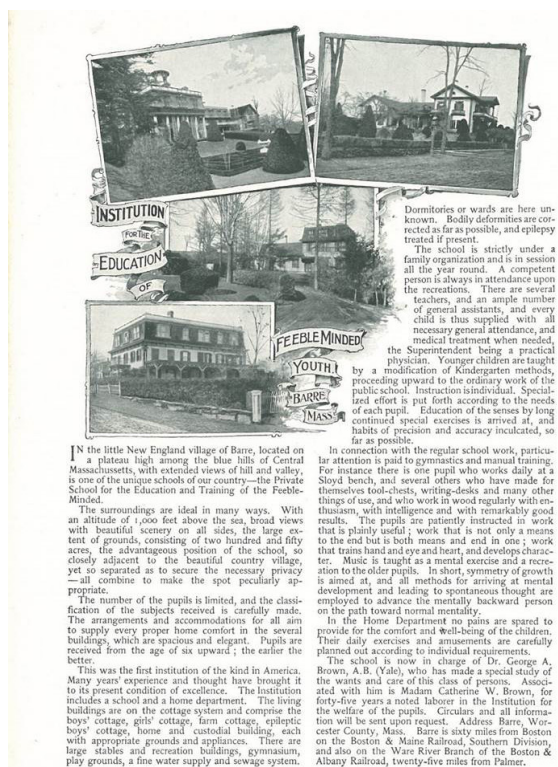 INSTITUTION
FOR THE
EDUCATION
OF
FEEBLE MINDED
YOUTH.
BARRE
MASS.
IN the little New England village of Barre, located on
a plateau high among the blue hills of Central
Massachusetts, with extended views of hill and valley,
is one of the unique schools of our country—the Private
School for the Education and Training of the Feeble-
Minded.
The surroundings are ideal in many ways. With
an altitude of 1,000 feet above the sea, broad views
with beautiful scenery on all sides, the large ex-
tent of grounds, consisting of two hundred and fifty
acres, the advantageous position of the school, so
closely adjacent to the beautiful country village,
yet so separated as to secure the necessary privacy
—all combine to make the spot peculiarly ap-
propriate.
The number of the pupils is limited, and the classi-
fication of the subjects received is carefully made.
The arrangements and accommodations for all aim
to supply every proper home comfort in the several
buildings, which are spacious and elegant. Pupils are
received from the age of six upward; the earlier the
better.
This was the first institution of the kind in America.
Many years' experience and thought have brought it
to its present condition of excellence. The Institution
includes a school and a home department. The living
buildings are on the cottage system and comprise the
boys' cottage, girls' cottage, farm cottage, epileptic
boys' cottage, home and custodial building, each
with appropriate grounds and appliances. There are
large stables and recreation buildings, gymnasium,
play grounds, a fine water supply and sewage system.
Dormitories or wards are here un-
known. Bodily deformities are cor-
rected as far as possible, and epilepsy
treated if present.
The school is strictly under a
family organization and is in session
all the year round. A competent
person is always in attendance upon
the recreations. There are several
teachers, and an ample number
of general assistants, and every
child is thus supplied with all
necessary general attendance, and
medical treatment when needed,
the Superintendent being a practical
physician. Younger children are taught
by a modification of Kindergarten methods,
proceeding upward to the ordinary work of the
public school. Instruction is individual. Special-
ized effort is put forth according to the needs
of each pupil. Education of the senses by long
continued special exercises is arrived at, and
habits of precision and accuracy inculcated, so
far as possible.
In connection with the regular school work, particu-
lar attention is paid to gymnastics and manual training.
For instance there is one pupil who works daily at a
Sloyd bench, and several others who have made for
themselves tool-chests, writing-desks and many other
things of use, and who work in wood regularly with en-
thusiasm, with intelligence and with remarkably good
results. The pupils are patiently instructed in work
that is plainly useful; work that is not only a means
to the end but is both means and end in one; work
that trains hand and eye and heart, and develops charac-
ter. Music is taught as a mental exercise and a recre-
ation to the older pupils. In short, symmetry of growth
is aimed at, and all methods for arriving at mental
development and leading to spontaneous thought are
employed to advance the mentally backward person
on the path toward normal mentality.
In the Home Department no pains are spared to
provide for the comfort and well-being of the children.
Their daily exercises and amusements are carefully
planned out according to individual requirements.
The school is now in charge of Dr. George A.
Brown, A.B. (Yale), who has made a special study of
the wants and care of this class of persons. Associ-
ated with him is Madam Catherine W. Brown, for
forty-five years a noted laborer in the Institution for
the welfare of the pupils. Circulars and all informa-
tion will be sent upon request. Address Barre, Wor-
cester County, Mass. Barre is sixty miles from Boston
on the Boston & Maine Railroad, Southern Division,
and also on the Ware River Branch of the Boston &
Albany Railroad, twenty-five miles from Palmer.